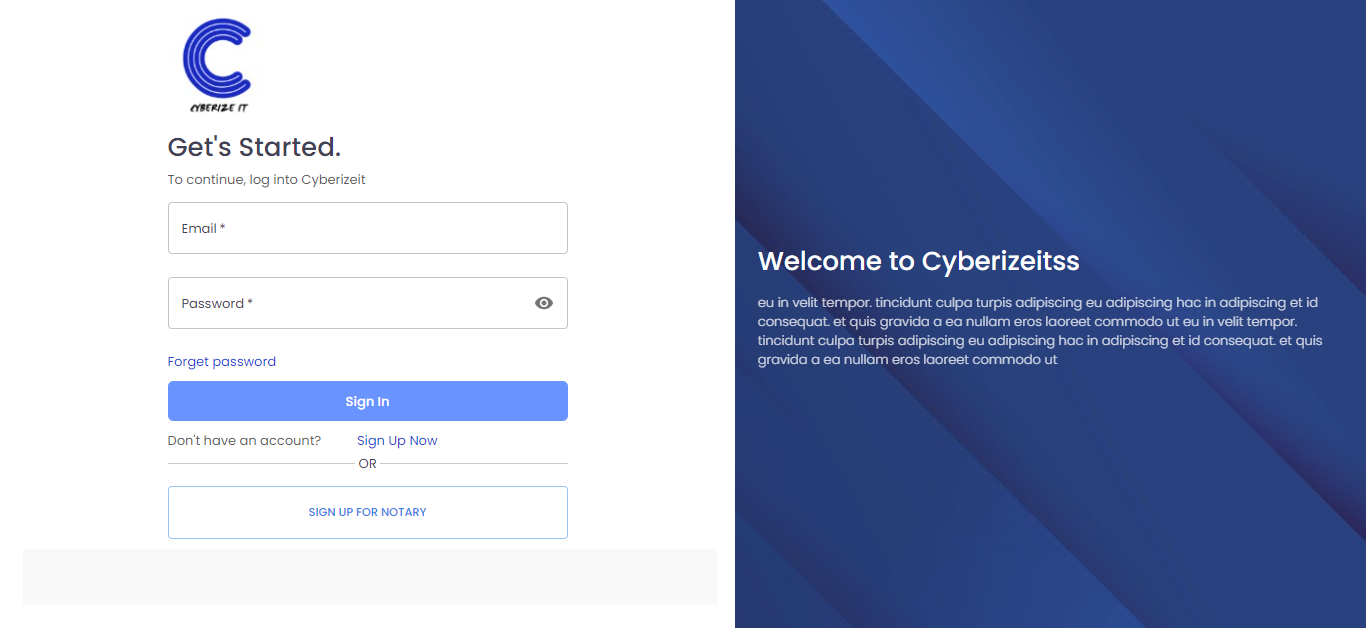 CYBERIZE IT
Get's Started.
To continue, log into Cyberizeit
Email *
Password *
Forget password
Sign In
Don't have an account? Sign Up Now
OR
SIGN UP FOR NOTARY
Welcome to Cyberizeitss
eu in velit tempor. tincidunt culpa turpis adipiscing eu adipiscing hac in adipiscing et id
consequat. et quis gravida a ea nullam eros laoreet commodo ut eu in velit tempor.
tincidunt culpa turpis adipiscing eu adipiscing hac in adipiscing et id consequat. et quis
gravida a ea nullam eros laoreet commodo ut